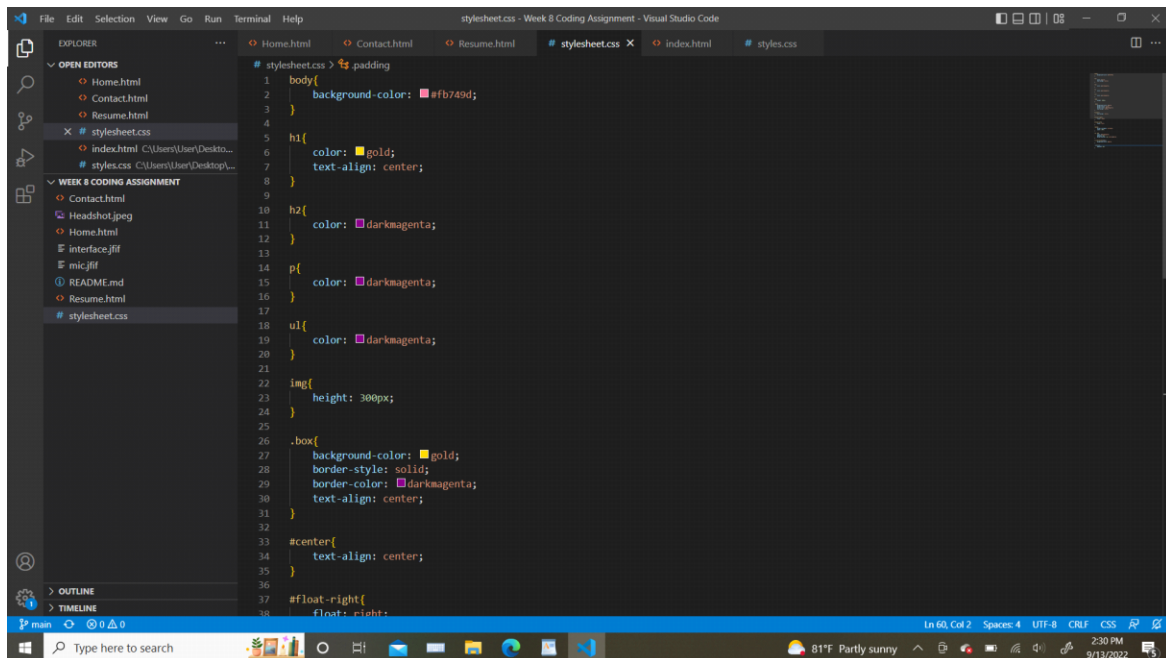 File Edit Selection View Go Run Terminal Help stylesheet.css - Week 8 Coding Assignment - Visual Studio Code
EXPLORER ... Home.html Contact.html Resume.html # stylesheet.css index.html # styles.css
OPEN EDITORS
Home.html
Contact.html
Resume.html
# stylesheet.css
index.html C:\Users\User\Deskto...
# styles.css C:\Users\User\Desktop\...
WEEK 8 CODING ASSIGNMENT
Contact.html
Headshot.jpeg
Home.html
interface.jfif
mic.jfif
README.md
Resume.html
# stylesheet.css
OUTLINE
TIMELINE
# stylesheet.css > .padding
1 body{
2 background-color: #fb749d;
3 }
4
5 h1{
6 color: gold;
7 text-align: center;
8 }
9
10 h2{
11 color: darkmagenta;
12 }
13
14 p{
15 color: darkmagenta;
16 }
17
18 ul{
19 color: darkmagenta;
20 }
21
22 img{
23 height: 300px;
24 }
25
26 .box{
27 background-color: gold;
28 border-style: solid;
29 border-color: darkmagenta;
30 text-align: center;
31 }
32
33 #center{
34 text-align: center;
35 }
36
37 #float-right{
38 float: right;
main 0 0 Ln 60, Col 2 Spaces: 4 UTF-8 CRLF CSS
Type here to search 81°F Partly sunny 2:30 PM
9/13/2022